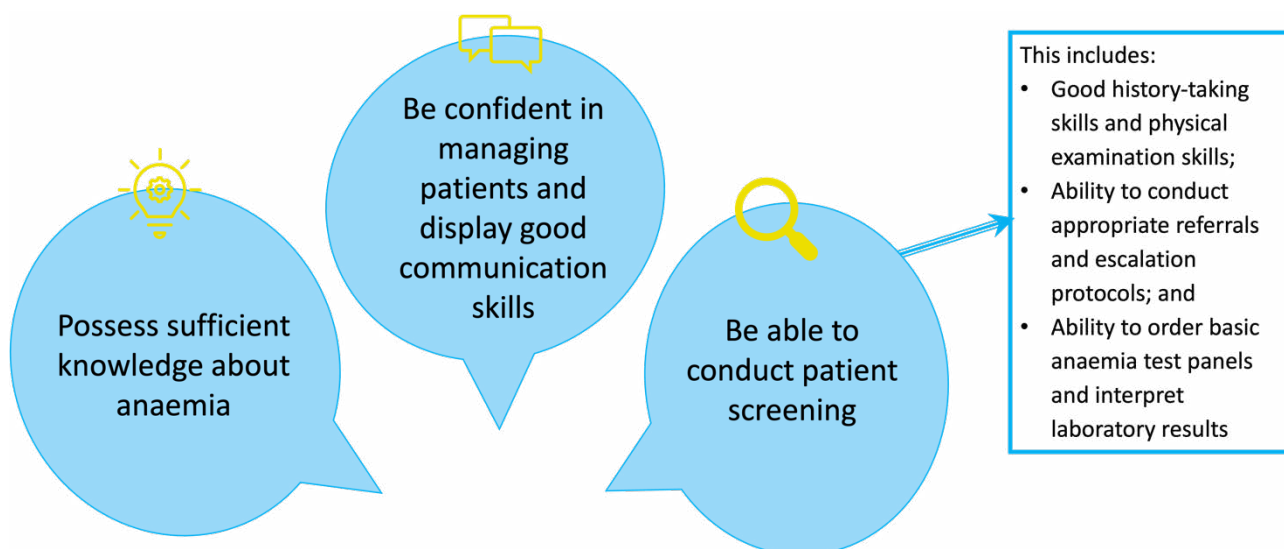 Possess sufficient
knowledge about
anaemia
Be confident in
managing
patients and
display good
communication
skills
Be able to
conduct patient
screening
This includes:
• Good history-taking
skills and physical
examination skills;
• Ability to conduct
appropriate referrals
and escalation
protocols; and
• Ability to order basic
anaemia test panels
and interpret
laboratory results